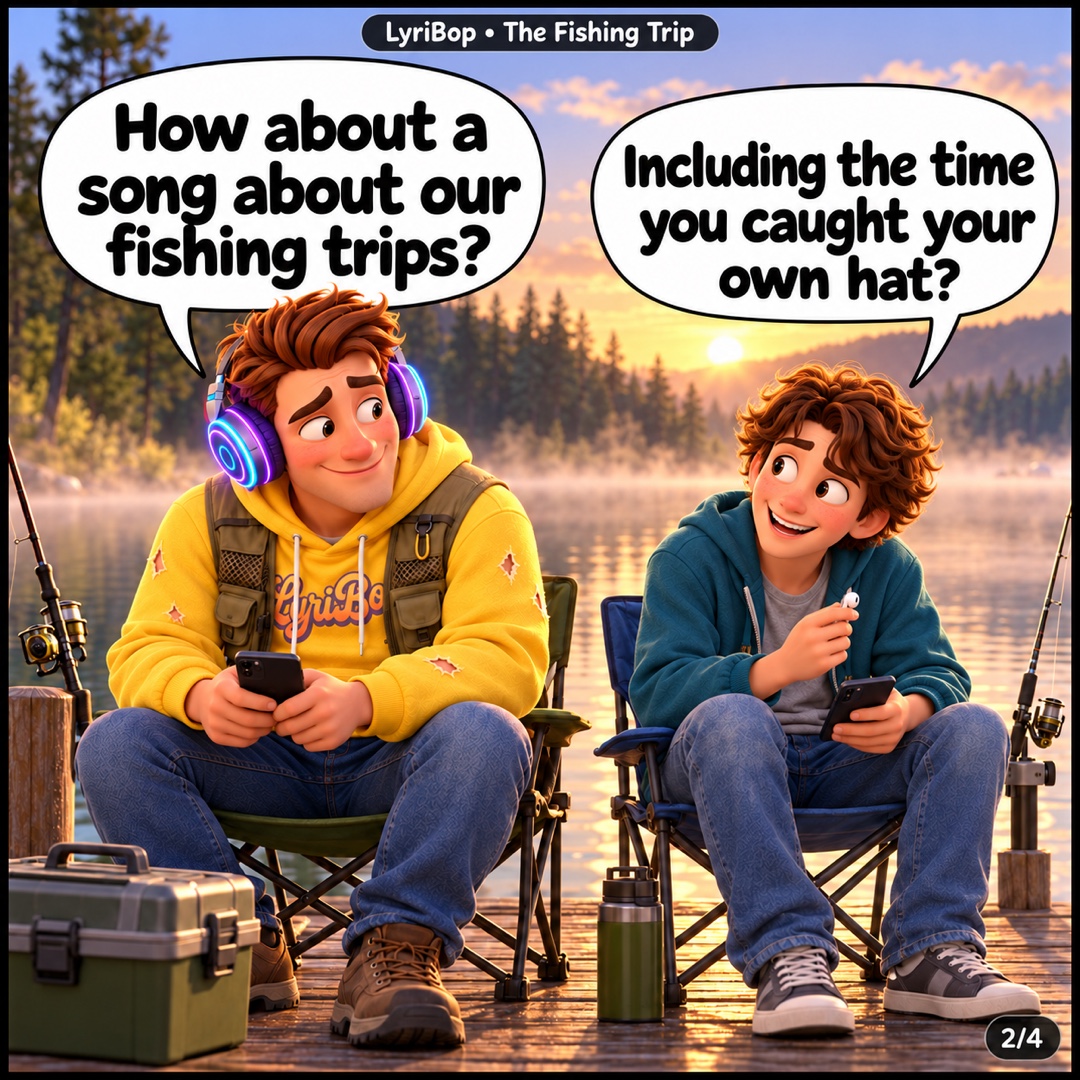 LyriBop • The Fishing Trip
How about a
song about our
fishing trips?
Including the time
you caught your
own hat?
LyriBo
2/4